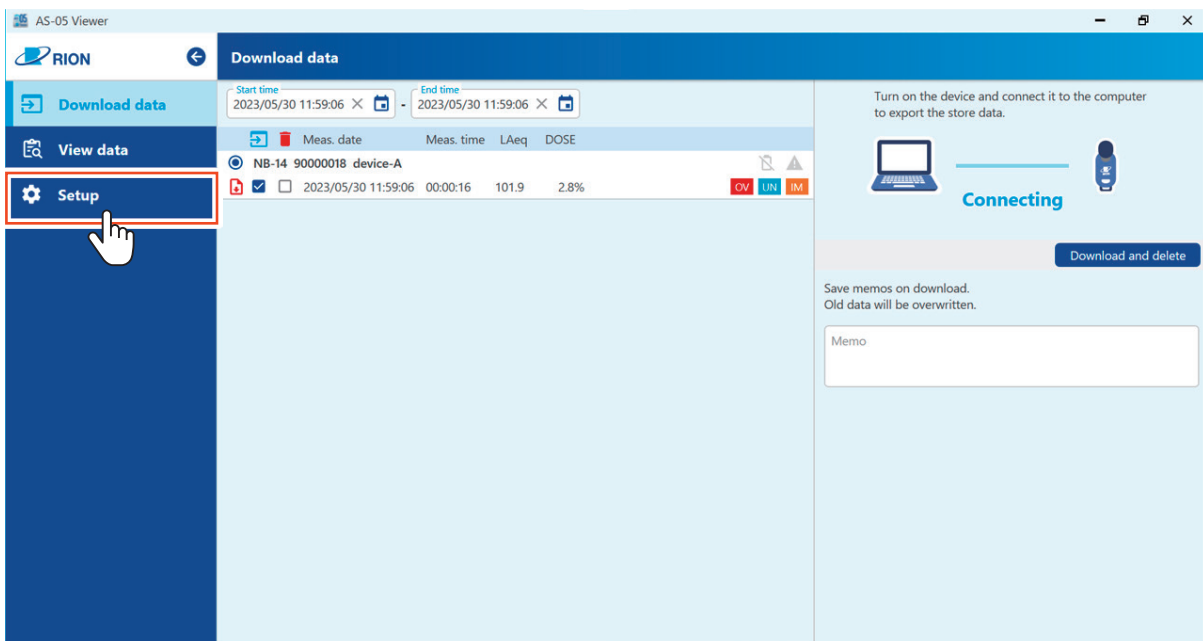 AS-05 Viewer
RION
Download data
Download data
View data
Setup
Start time
2023/05/30 11:59:06
-
End time
2023/05/30 11:59:06
Meas. date Meas. time LAeq DOSE
NB-14 90000018 device-A
2023/05/30 11:59:06 00:00:16 101.9 2.8% OV UN IM
Turn on the device and connect it to the computer
to export the store data.
Connecting
Download and delete
Save memos on download.
Old data will be overwritten.
Memo